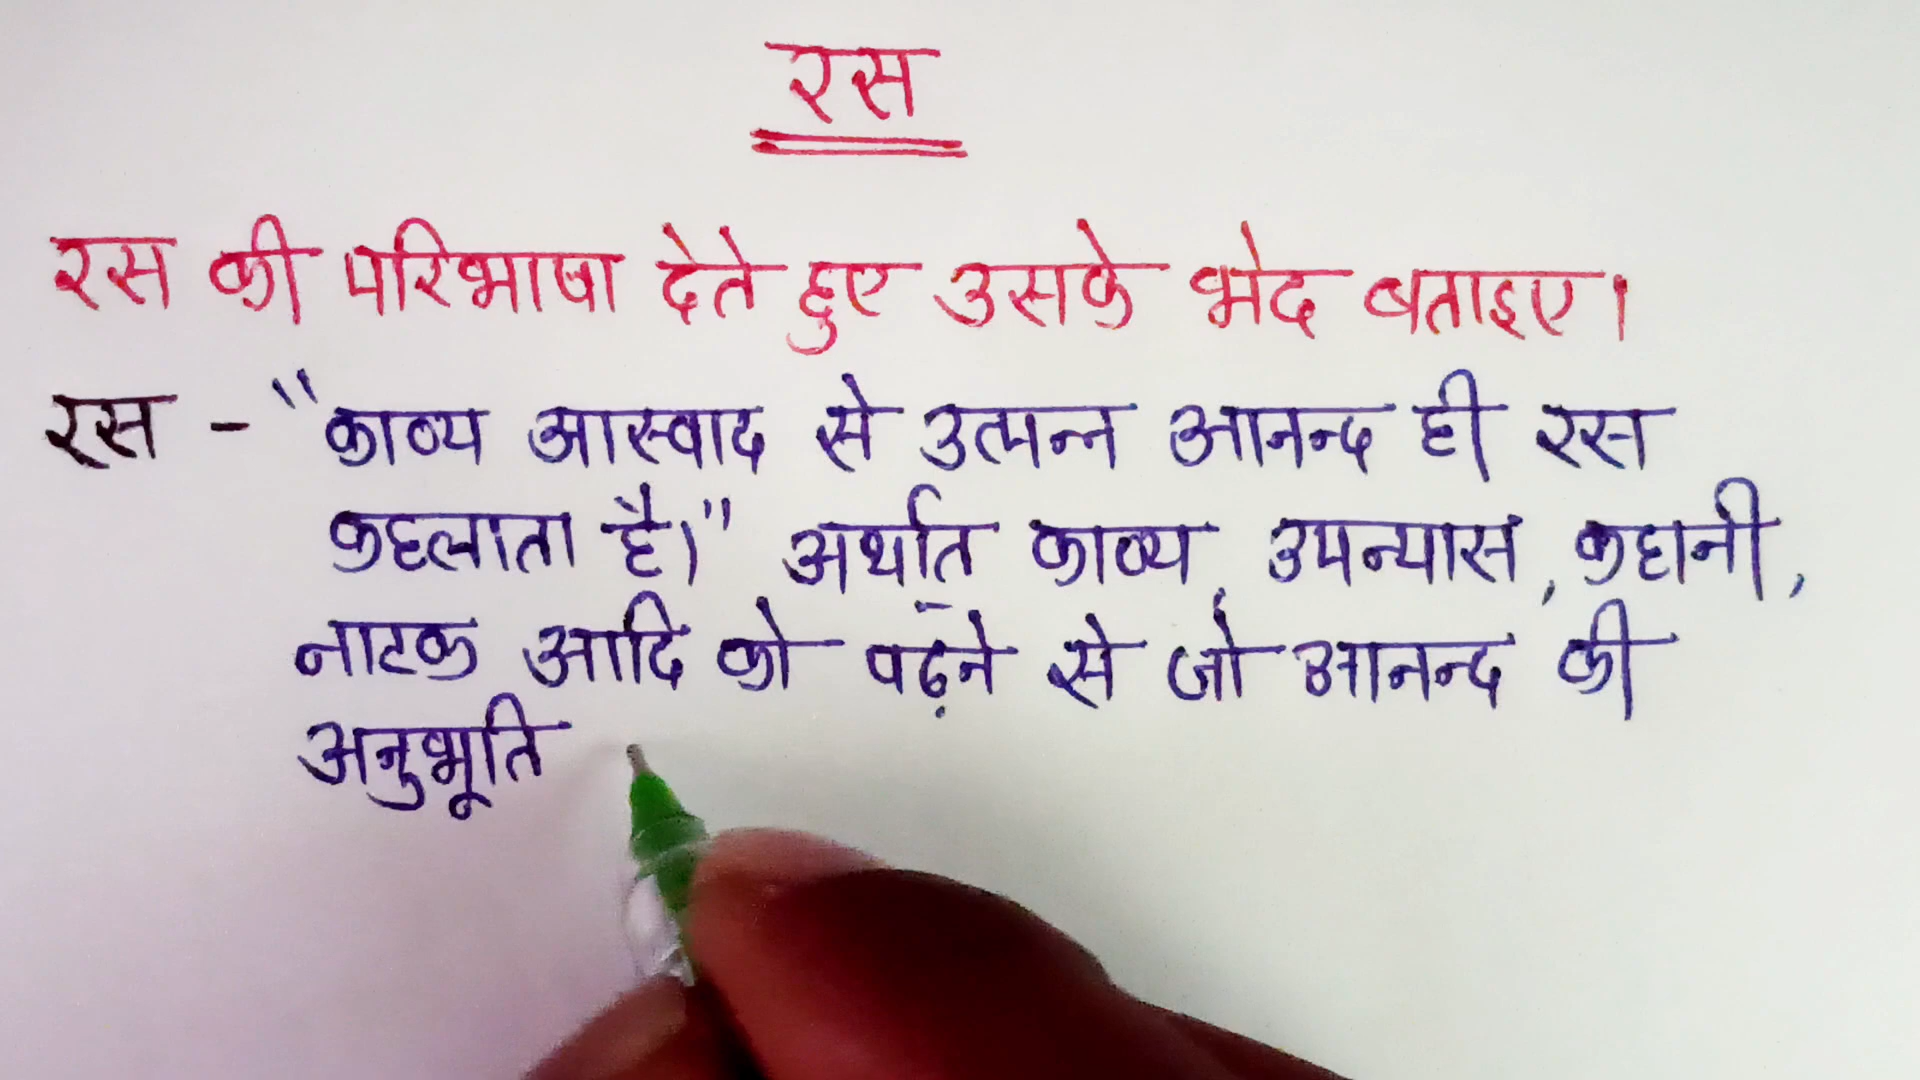 रस
रस की परिभाषा देते हुए उसके भेद बताइए।
रस - "काव्य आस्वाद से उत्पन्न आनन्द ही रस
कहलाता है।" अर्थात् काव्य, उपन्यास, कहानी,
नाटक आदि को पढ़ने से जो आनन्द की
अनुभूति